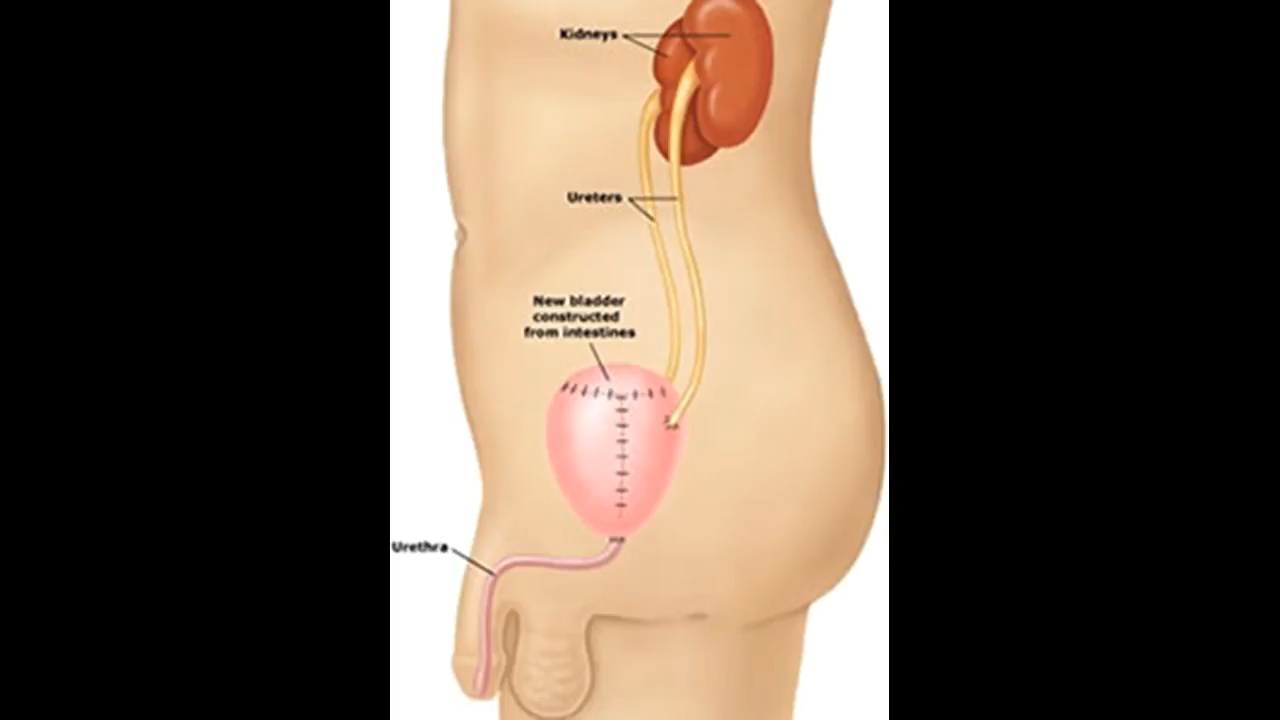 Kidneys
Ureters
New bladder
constructed
from intestines
Urethra